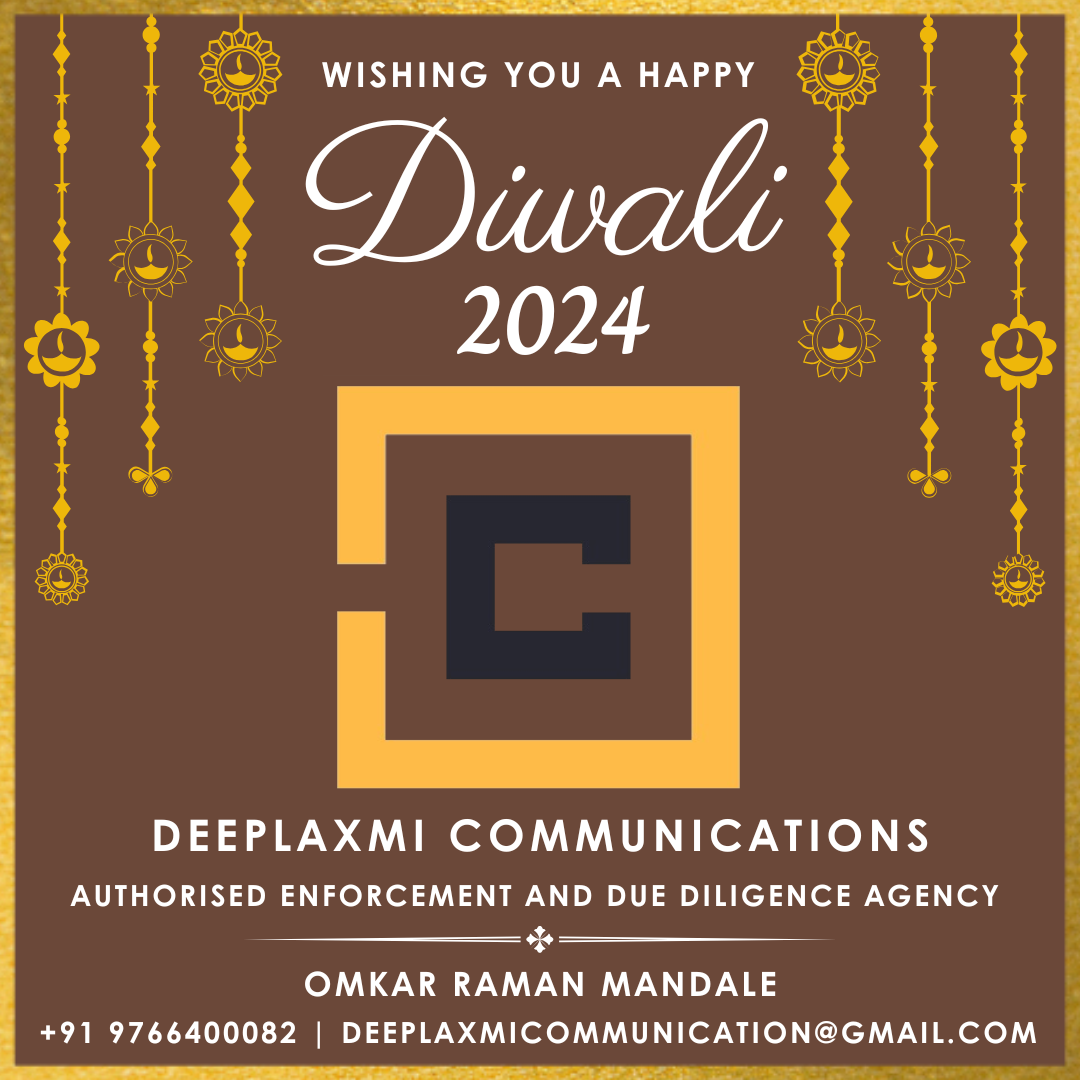 WISHING YOU A HAPPY
Diwali
2024
DEEPLAXMI COMMUNICATIONS
AUTHORISED ENFORCEMENT AND DUE DILIGENCE AGENCY
OMKAR RAMAN MANDALE
+91 9766400082 | DEEPLAXMICOMMUNICATION@GMAIL.COM